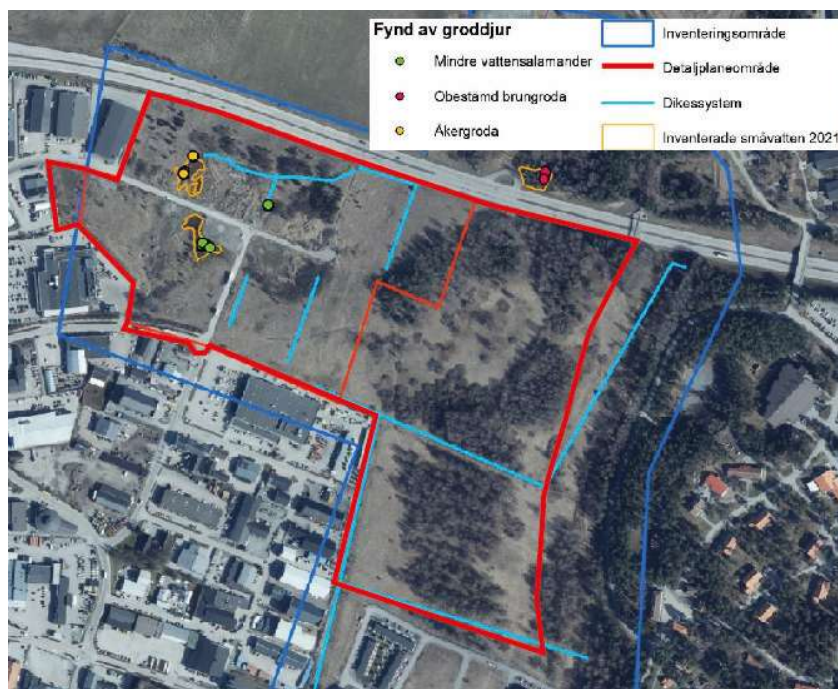 Fynd av groddjur
Mindre vattensalamander
Obestämd brungroda
Åkergroda
Inventeringsområde
Detaljplaneområde
Dikessystem
Inventerade småvatten 2021